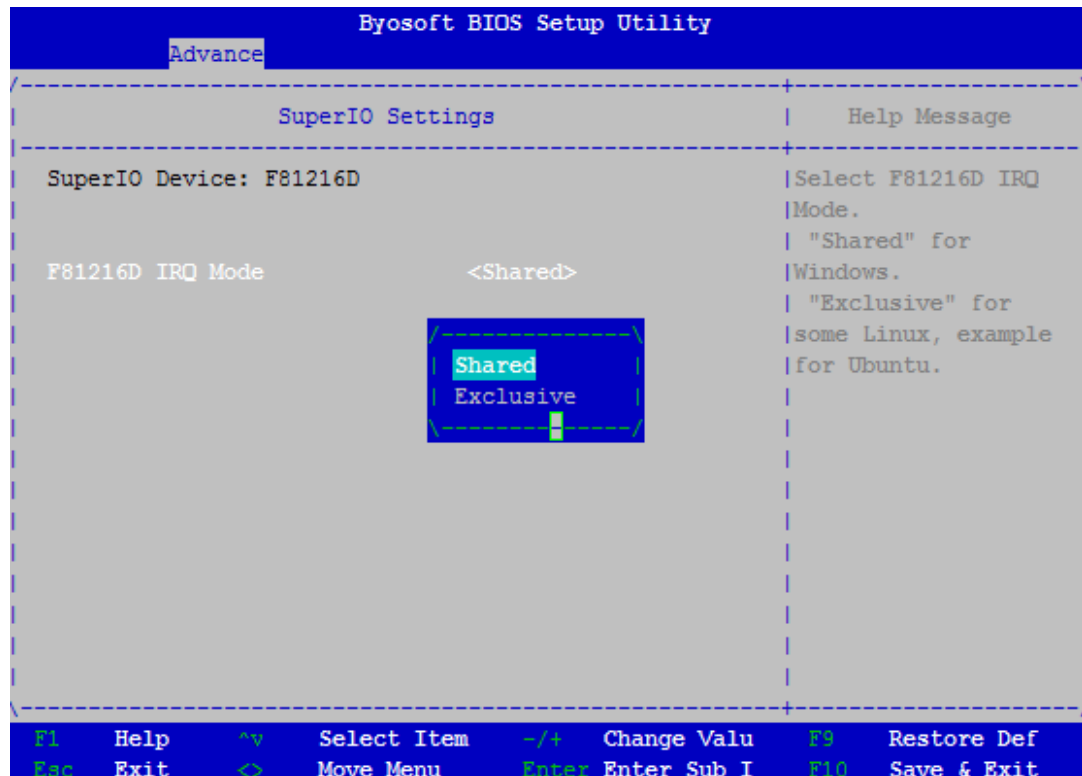 Byosoft BIOS Setup Utility
Advance
SuperIO Settings
Help Message
SuperIO Device: F81216D
F81216D IRQ Mode <Shared>
Shared
Exclusive
Select F81216D IRQ
Mode.
"Shared" for
Windows.
"Exclusive" for
some Linux, example
for Ubuntu.
F1 Help ^v Select Item -/+ Change Valu F9 Restore Def
Esc Exit <> Move Menu Enter Enter Sub I F10 Save & Exit